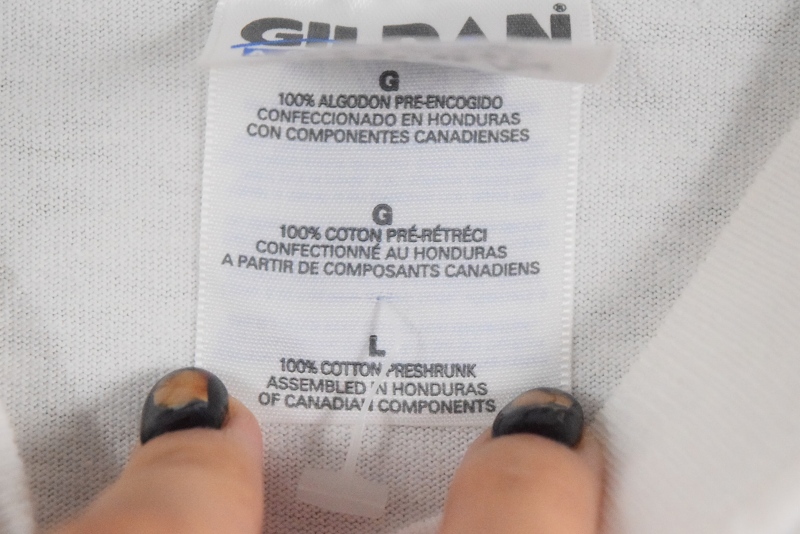 GILDAN®
G
100% ALGODON PRE-ENCOGIDO
CONFECCIONADO EN HONDURAS
CON COMPONENTES CANADIENSES
G
100% COTON PRÉ-RÉTRÉCI
CONFECTIONNÉ AU HONDURAS
A PARTIR DE COMPOSANTS CANADIENS
L
100% COTTON PRESHRUNK
ASSEMBLED IN HONDURAS
OF CANADIAN COMPONENTS